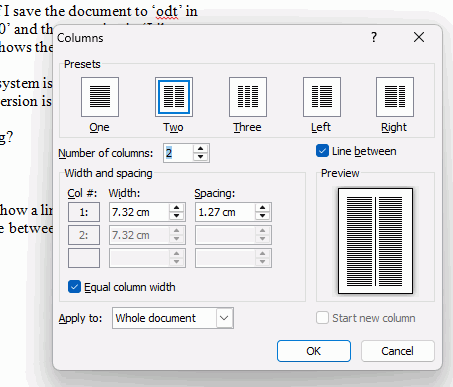 f I save the document to ‘odt’ in
Columns ? ×
0’ and the
hows the
Presets
system is
ersion is
One Two Three Left Right
g?
Number of columns: 2
Line between
Width and spacing
Preview
Col #: Width: Spacing:
how a lin
1: 7.32 cm 1.27 cm
e betwee
2: 7.32 cm
Equal column width
Apply to: Whole document
Start new column
OK Cancel